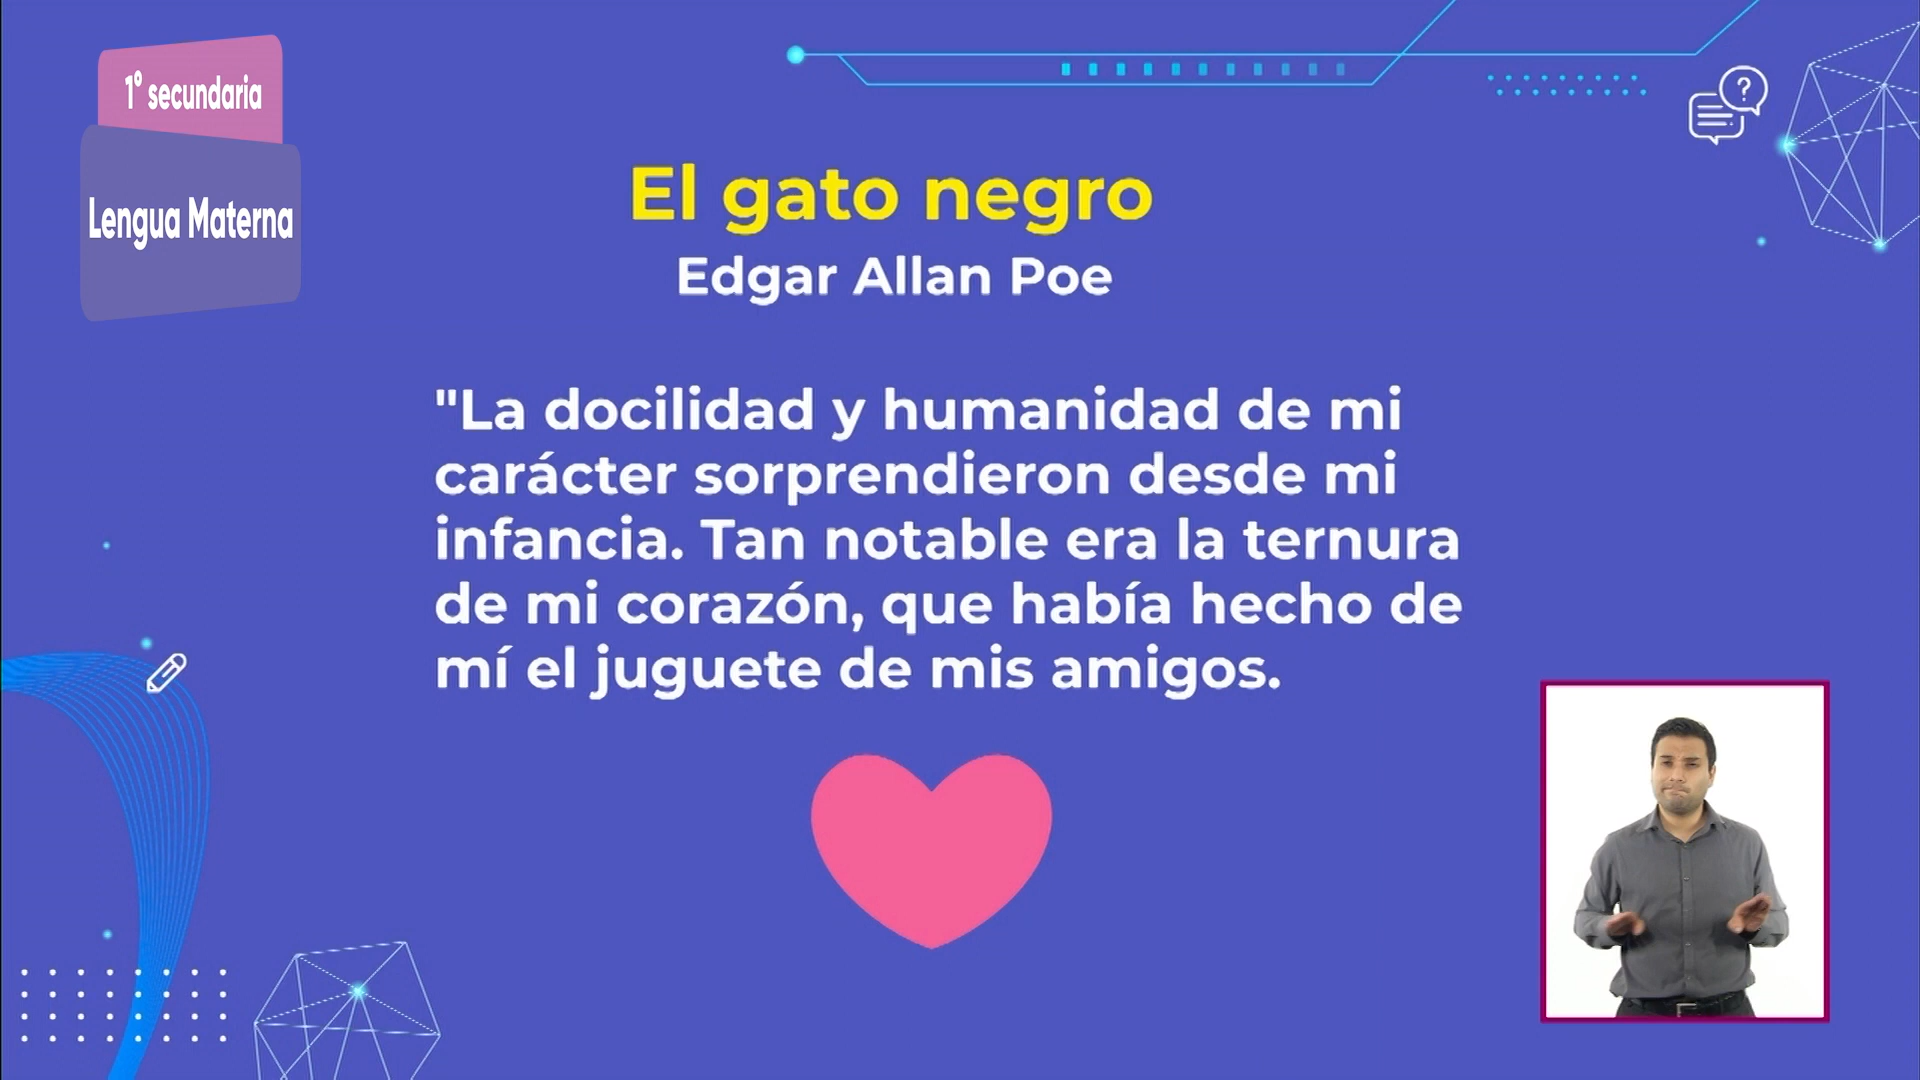 1° secundaria
Lengua Materna
El gato negro
Edgar Allan Poe
"La docilidad y humanidad de mi
carácter sorprendieron desde mi
infancia. Tan notable era la ternura
de mi corazón, que había hecho de
mí el juguete de mis amigos.
?